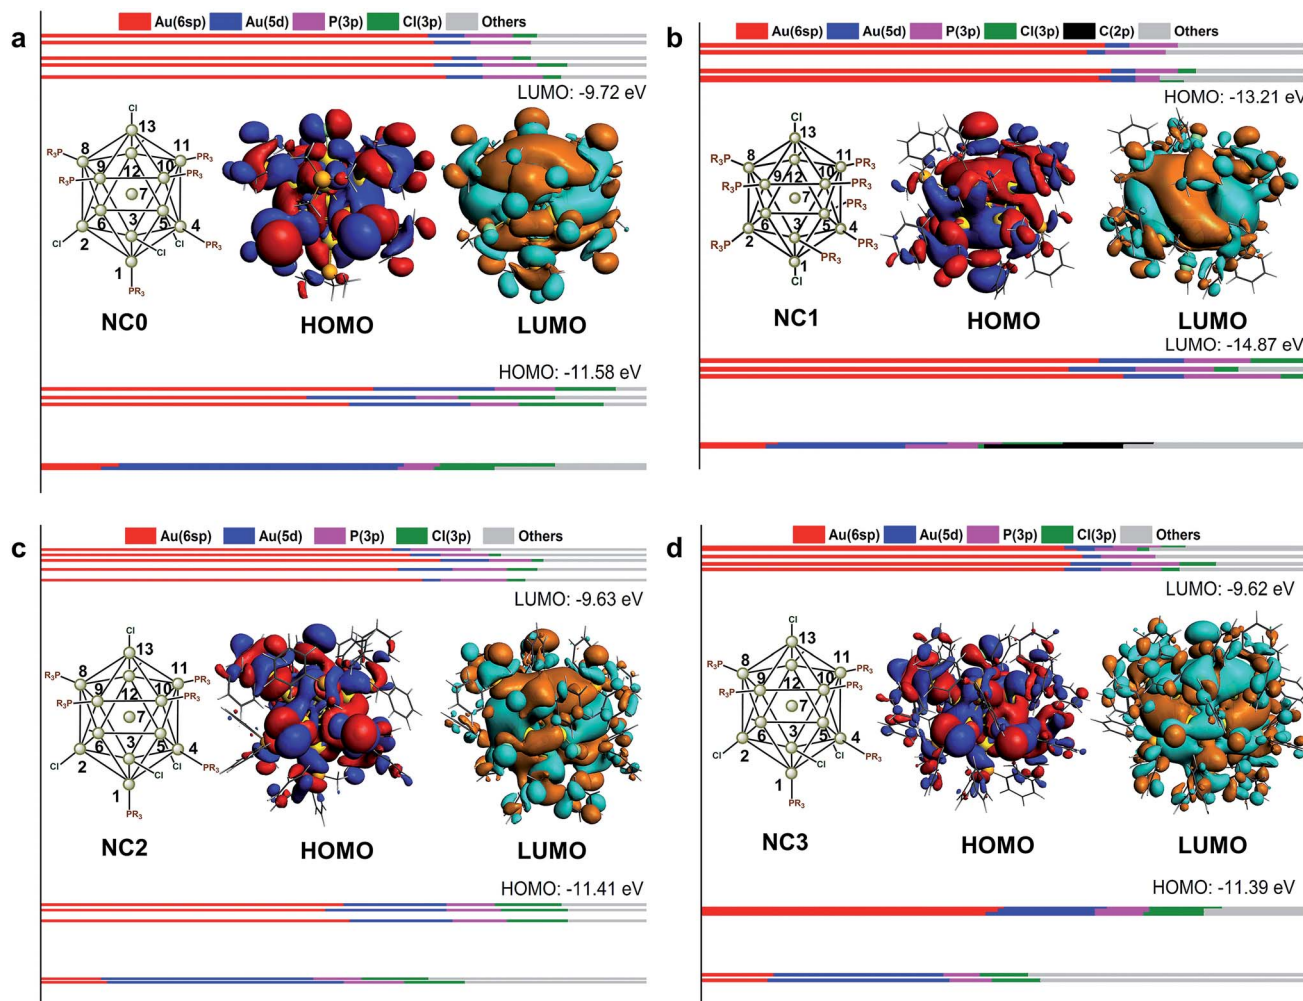 a
Au(6sp) Au(5d) P(3p) Cl(3p) Others
LUMO: -9.72 eV
Cl
13
8
11
R₃P
PR₃
9
12
10
R₃P
PR₃
7
6
3
5
4
Cl
2
Cl
Cl
PR₃
1
PR₃
NC0
HOMO
LUMO
HOMO: -11.58 eV
b
Au(6sp) Au(5d) P(3p) Cl(3p) C(2p) Others
HOMO: -13.21 eV
Cl
13
8
11
R₃P
PR₃
9
12
10
R₃P
PR₃
7
PR₃
6
3
5
4
R₃P
2
PR₃
PR₃
1
Cl
NC1
HOMO
LUMO
LUMO: -14.87 eV
c
Au(6sp) Au(5d) P(3p) Cl(3p) Others
LUMO: -9.63 eV
Cl
13
8
11
R₃P
PR₃
9
12
10
R₃P
PR₃
7
6
3
5
4
Cl
2
Cl
Cl
PR₃
1
PR₃
NC2
HOMO
LUMO
HOMO: -11.41 eV
d
Au(6sp) Au(5d) P(3p) Cl(3p) Others
LUMO: -9.62 eV
Cl
13
8
11
R₃P
PR₃
9
12
10
R₃P
PR₃
7
6
3
5
4
Cl
2
Cl
Cl
PR₃
1
PR₃
NC3
HOMO
LUMO
HOMO: -11.39 eV